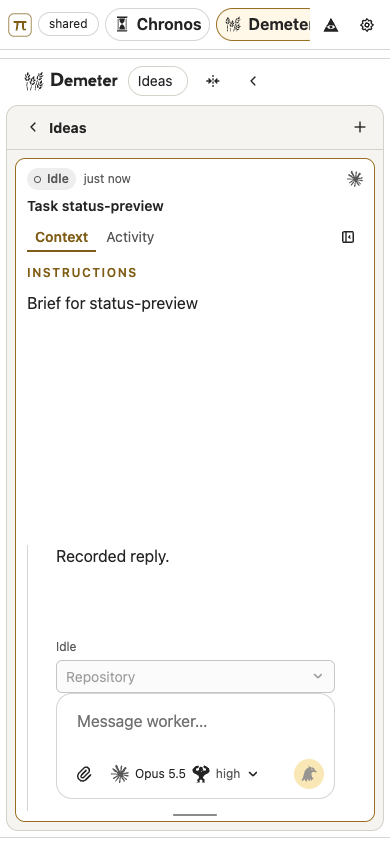 π shared Chronos Demeter
Demeter Ideas
Ideas
Idle just now
Task status-preview
Context Activity
INSTRUCTIONS
Brief for status-preview
Recorded reply.
Idle
Repository
Message worker...
Opus 5.5 high